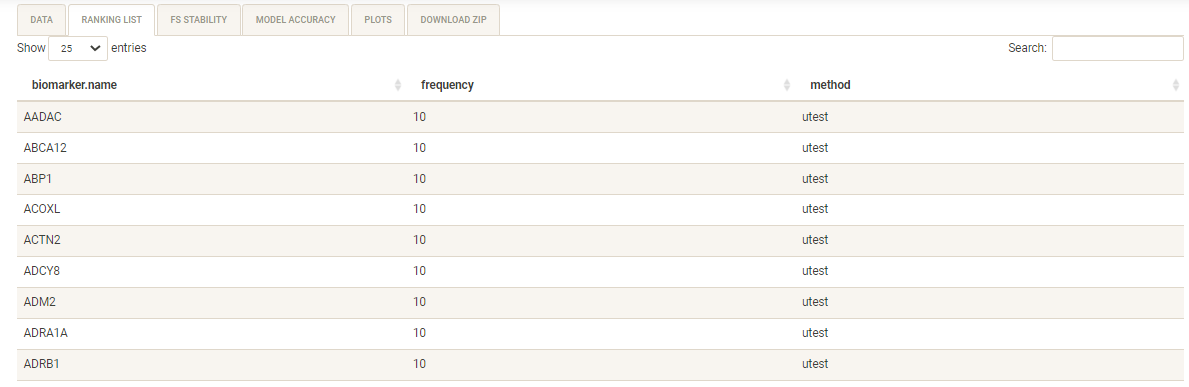 DATA RANKING LIST FS STABILITY MODEL ACCURACY PLOTS DOWNLOAD ZIP
Show 25 entries Search:
biomarker.name frequency method
AADAC 10 utest
ABCA12 10 utest
ABP1 10 utest
ACOXL 10 utest
ACTN2 10 utest
ADCY8 10 utest
ADM2 10 utest
ADRA1A 10 utest
ADRB1 10 utest